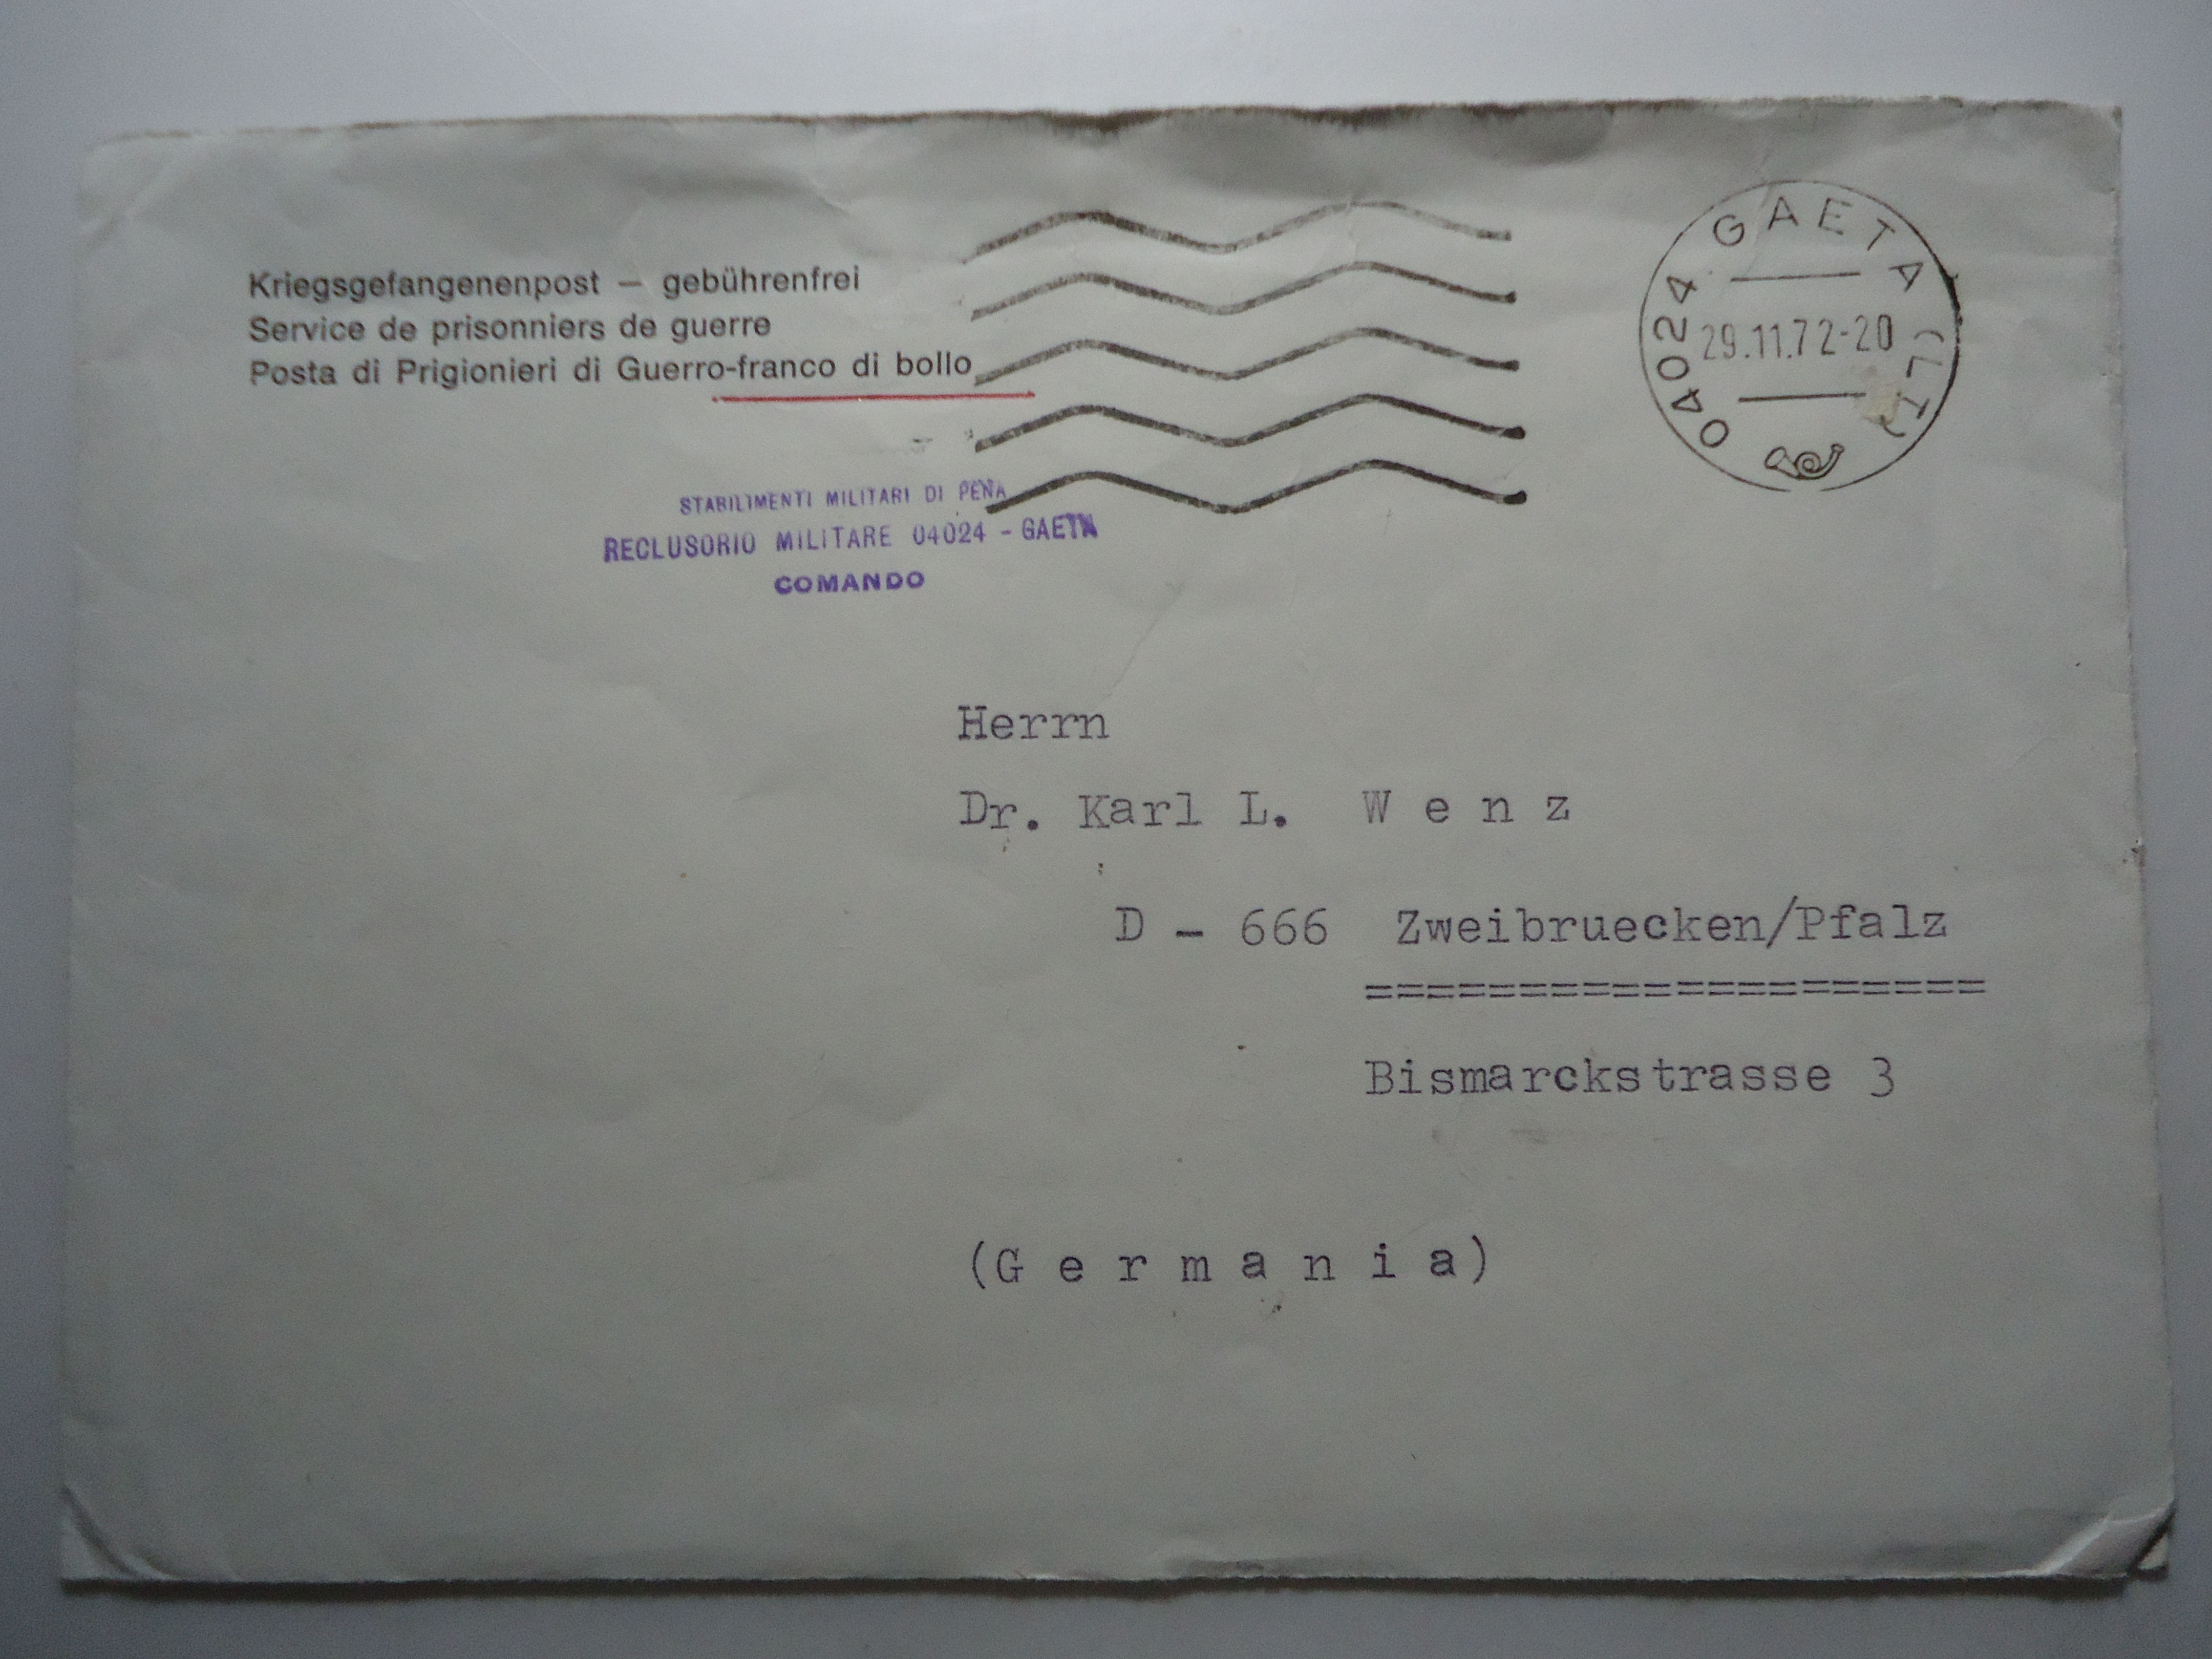 Kriegsgefangenenpost — gebührenfrei
Service de prisonniers de guerre
Posta di Prigionieri di Guerro-franco di bollo
04024 GAETA (LT)
29.11.72-20
STABILIMENTI MILITARI DI PENA
RECLUSORIO MILITARE 04024 - GAETA
COMANDO
Herrn
Dr. Karl L. W e n z
D - 666 Zweibruecken/Pfalz
====================
Bismarckstrasse 3
(G e r m a n i a)